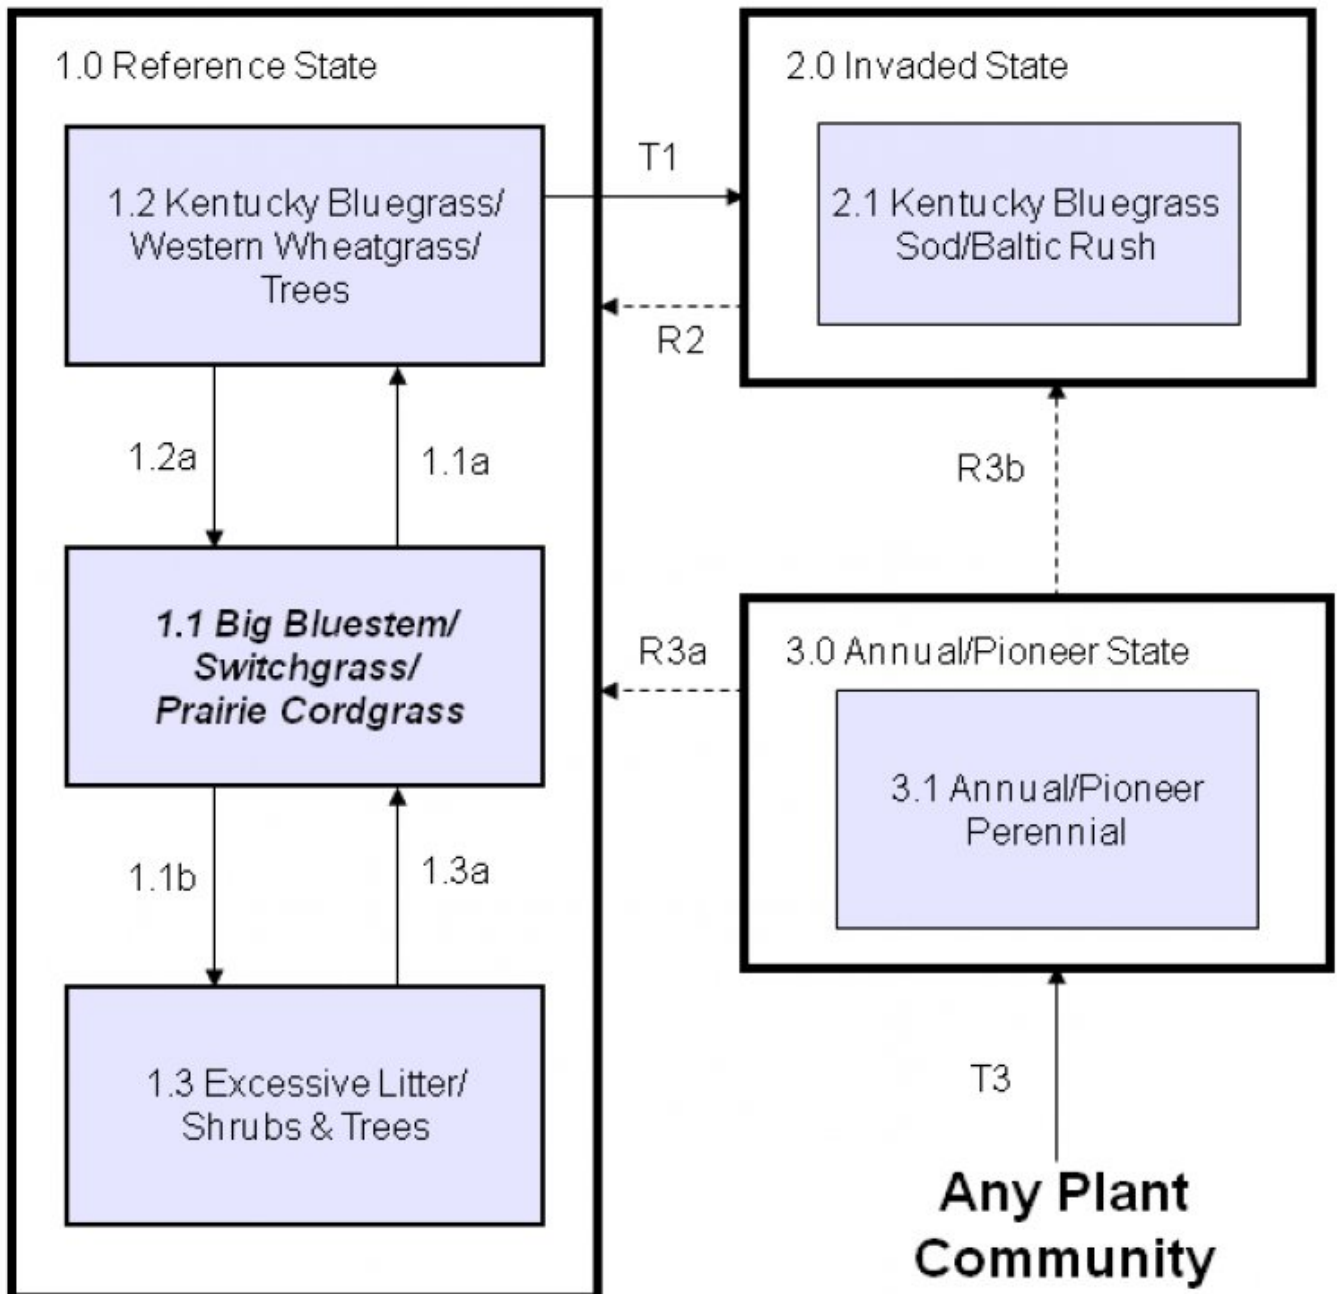 1.0 Reference State
1.2 Kentucky Bluegrass/
Western Wheatgrass/
Trees
1.2a
1.1a
1.1 Big Bluestem/
Switchgrass/
Prairie Cordgrass
1.1b
1.3a
1.3 Excessive Litter/
Shrubs & Trees
T1
R2
R3a
2.0 Invaded State
2.1 Kentucky Bluegrass
Sod/Baltic Rush
R3b
3.0 Annual/Pioneer State
3.1 Annual/Pioneer
Perennial
T3
Any Plant
Community